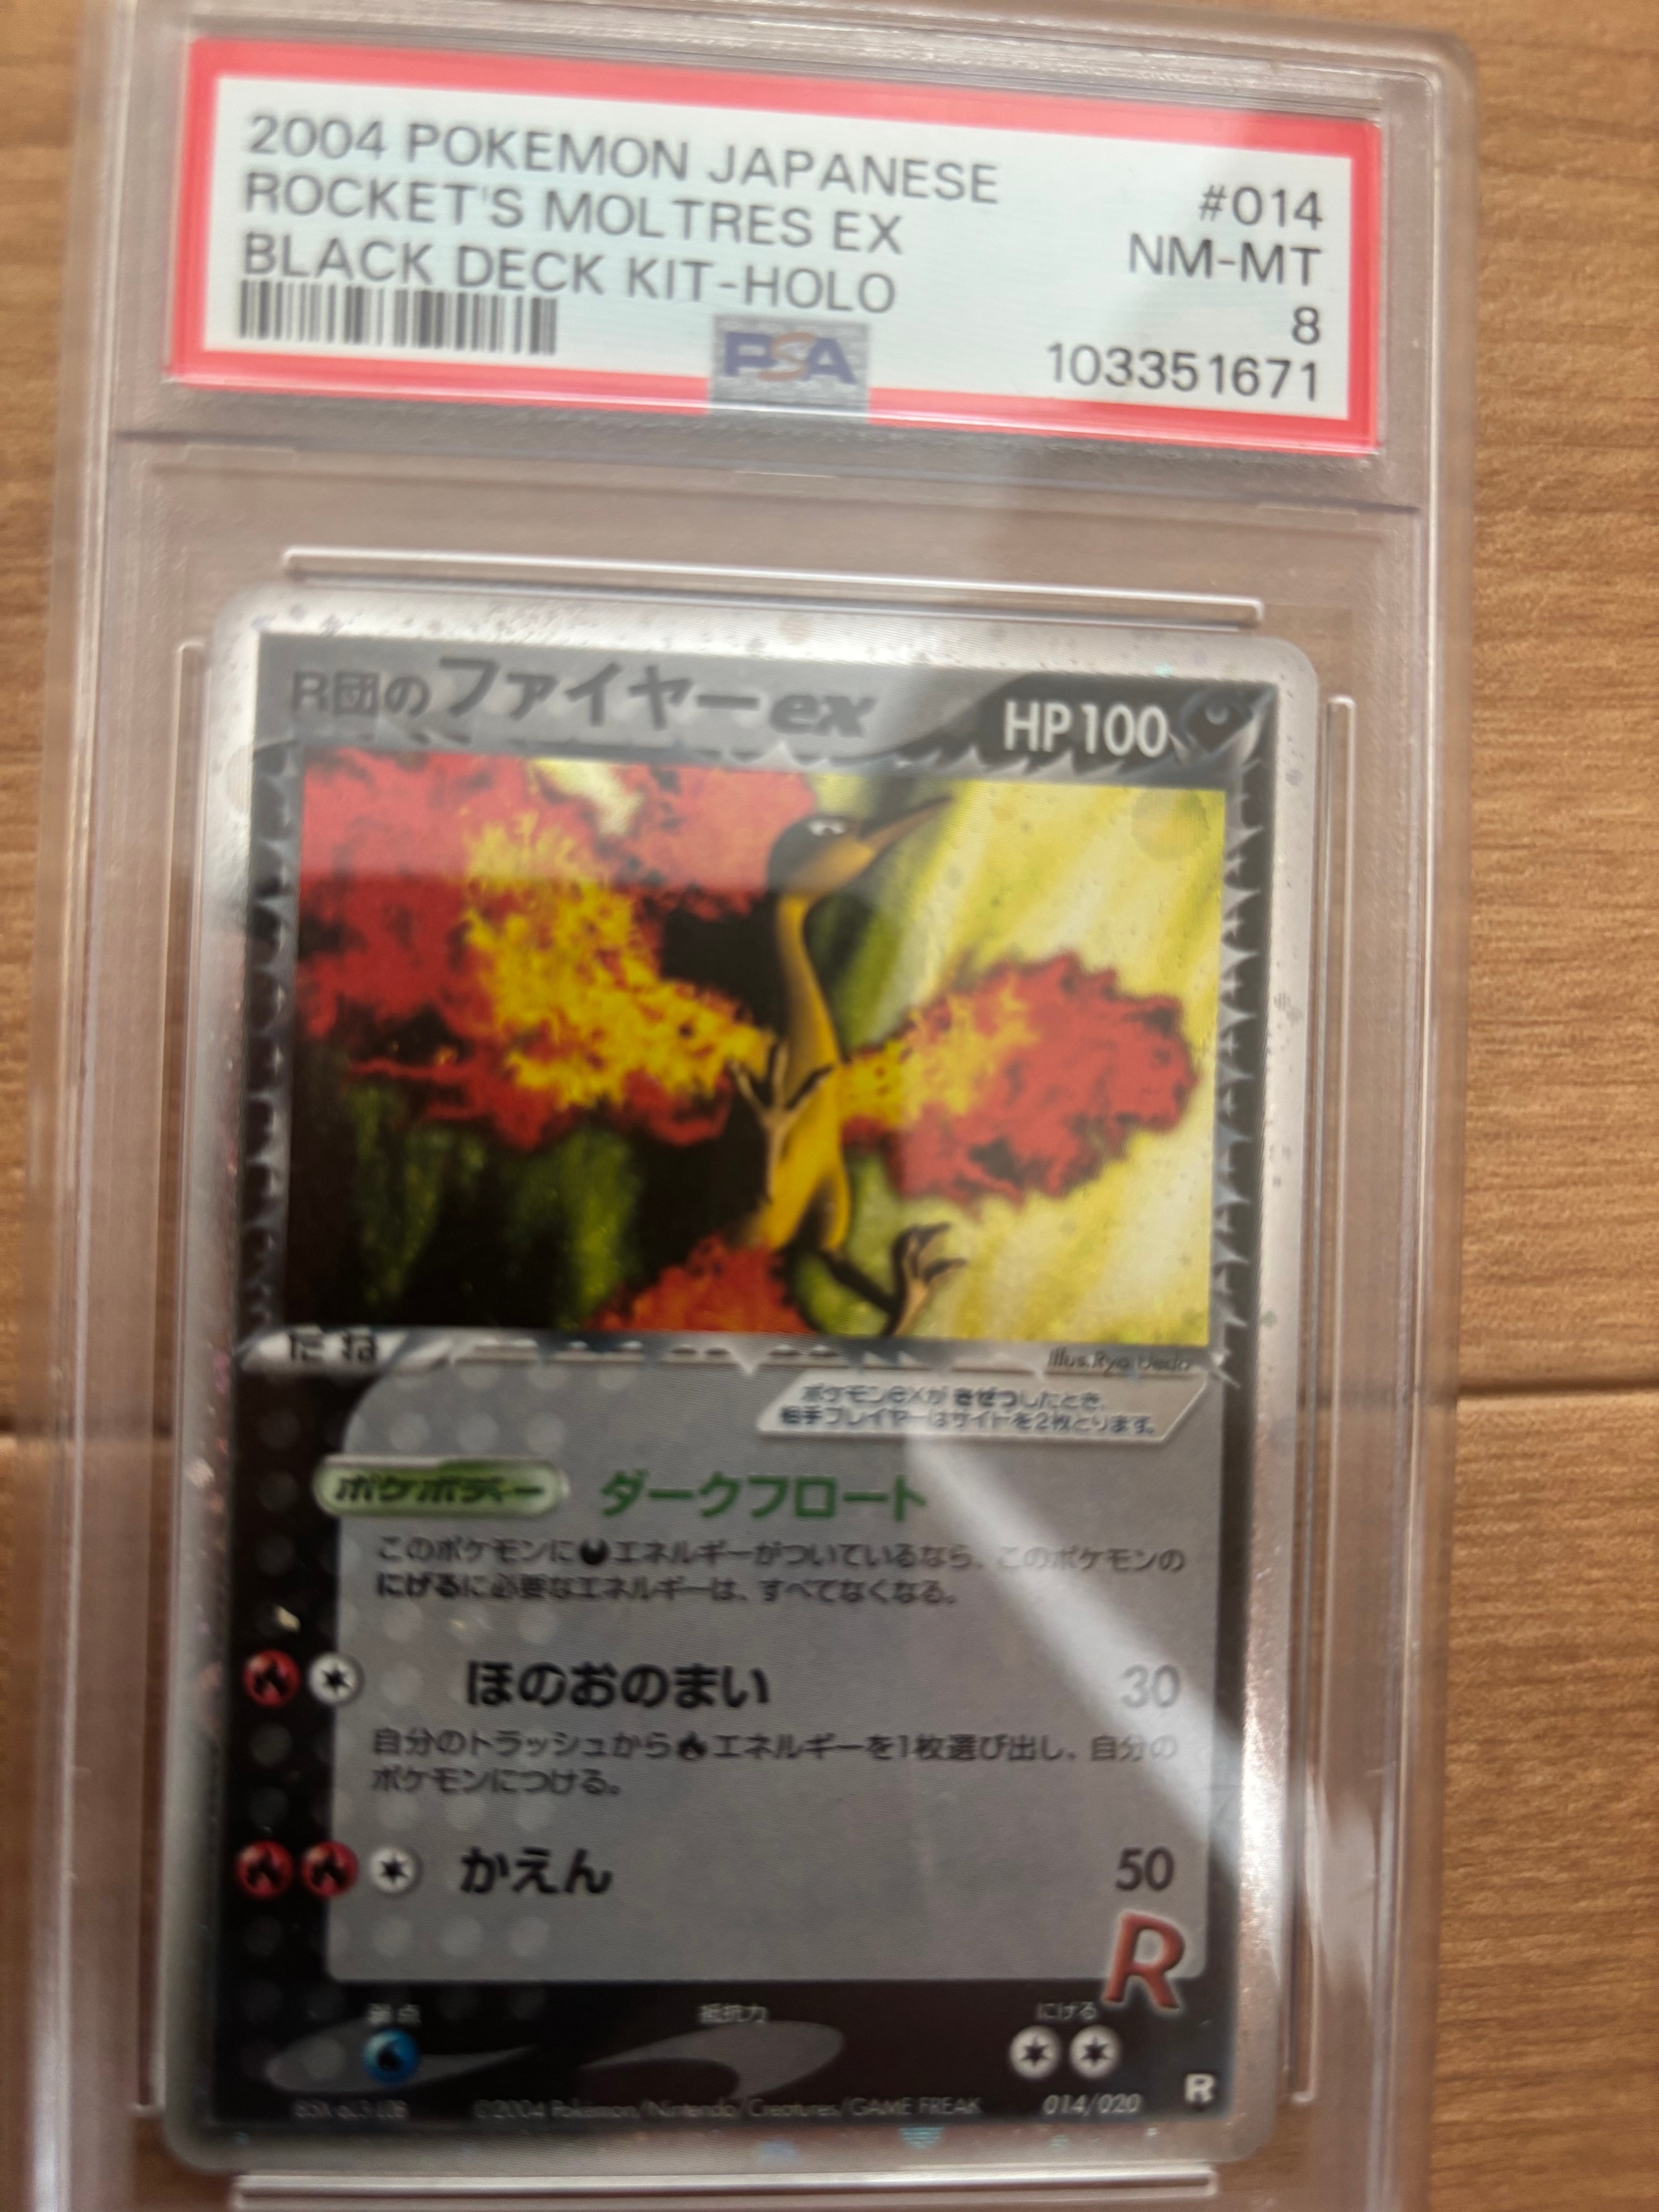 2004 POKEMON JAPANESE #014
ROCKET'S MOLTRES EX NM-MT
BLACK DECK KIT-HOLO 8
PSA 103351671
R団のファイヤーex HP100
たね
Illus.Ryo Ueda
ポケモンexがきぜつしたとき、
相手プレイヤーはサイドを2枚とります。
ポケボディー ダークフロート
このポケモンにエネルギーがついているなら、このポケモンの
にげるに必要なエネルギーは、すべてなくなる。
ほのおのまい 30
自分のトラッシュからエネルギーを1枚選び出し、自分の
ポケモンにつける。
かえん 50
R
弱点 抵抗力 にげる
©2004 Pokémon/Nintendo/Creatures/GAME FREAK 014/020 R